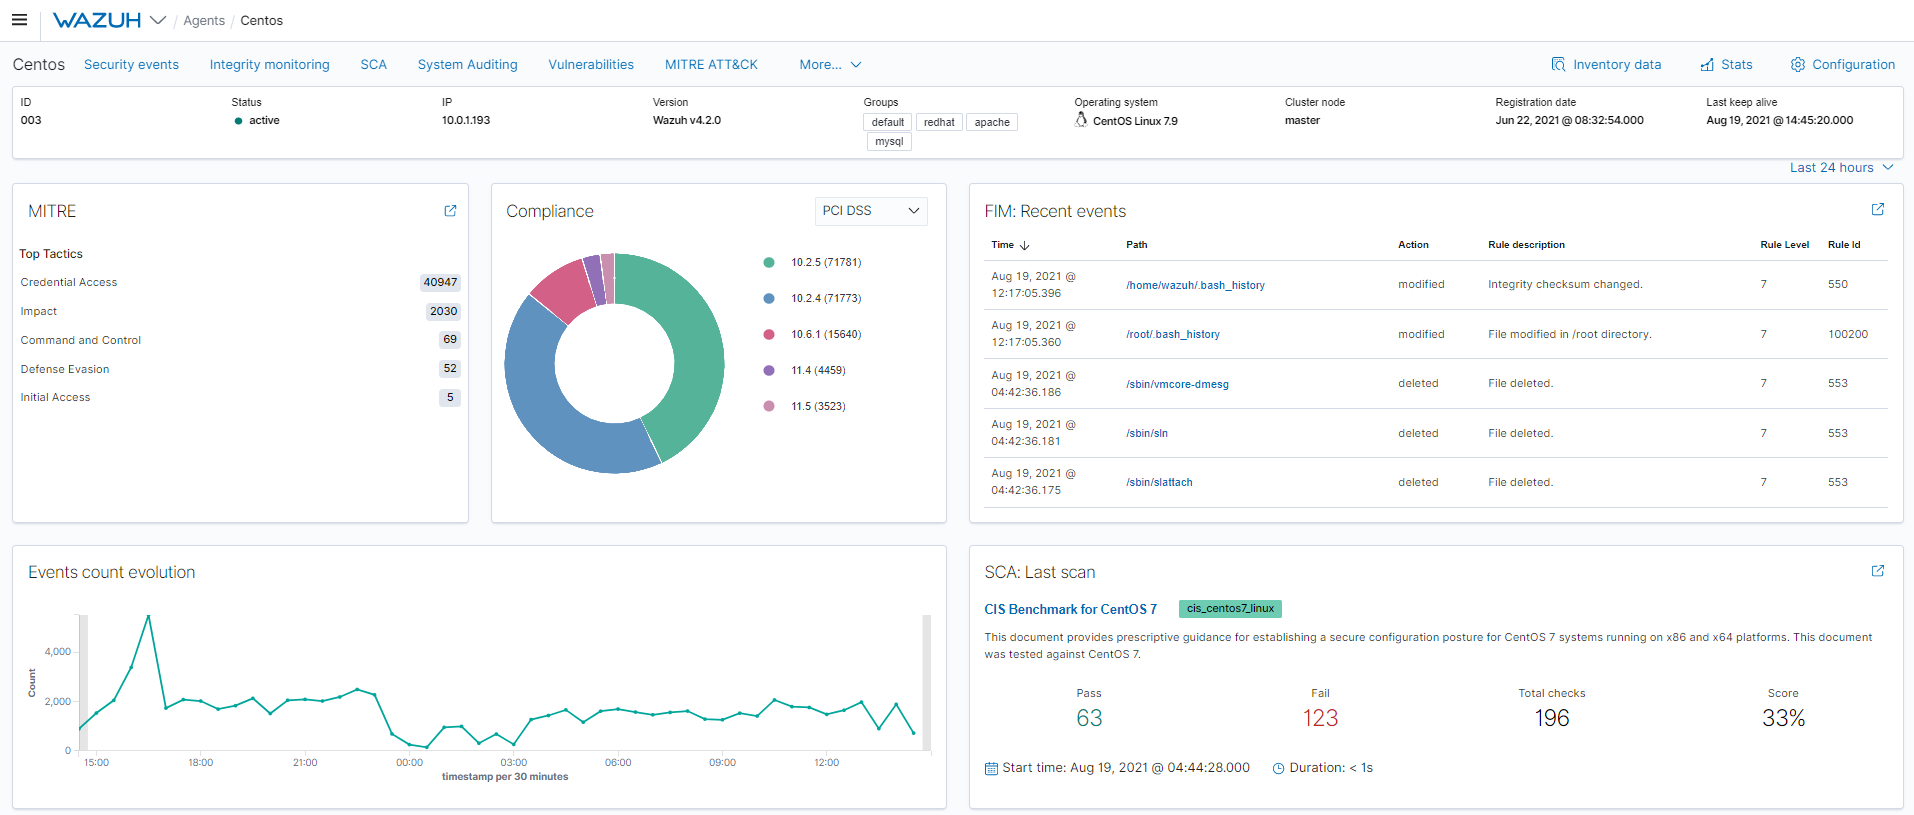 WAZUH / Agents / Centos
Centos Security events Integrity monitoring SCA System Auditing Vulnerabilities MITRE ATT&CK More... Inventory data Stats Configuration
ID Status IP Version Groups Operating system Cluster node Registration date Last keep alive
003 active 10.0.1.193 Wazuh v4.2.0 default redhat apache CentOS Linux 7.9 master Jun 22, 2021 @ 08:32:54.000 Aug 19, 2021 @ 14:45:20.000
mysql
Last 24 hours
MITRE
Top Tactics
Credential Access 40947
Impact 2030
Command and Control 69
Defense Evasion 52
Initial Access 5
Compliance PCI DSS
10.2.5 (71781)
10.2.4 (71773)
10.6.1 (15640)
11.4 (4459)
11.5 (3523)
FIM: Recent events
Time Path Action Rule description Rule Level Rule Id
Aug 19, 2021 @
12:17:05.396 /home/wazuh/.bash_history modified Integrity checksum changed. 7 550
Aug 19, 2021 @
12:17:05.360 /root/.bash_history modified File modified in /root directory. 7 100200
Aug 19, 2021 @
04:42:36.186 /sbin/vmcore-dmesg deleted File deleted. 7 553
Aug 19, 2021 @
04:42:36.181 /sbin/sln deleted File deleted. 7 553
Aug 19, 2021 @
04:42:36.175 /sbin/slattach deleted File deleted. 7 553
Events count evolution
Count
4,000
2,000
0
15:00 18:00 21:00 00:00 03:00 06:00 09:00 12:00
timestamp per 30 minutes
SCA: Last scan
CIS Benchmark for CentOS 7 cis_centos7_linux
This document provides prescriptive guidance for establishing a secure configuration posture for CentOS 7 systems running on x86 and x64 platforms. This document
was tested against CentOS 7.
Pass Fail Total checks Score
63 123 196 33%
Start time: Aug 19, 2021 @ 04:44:28.000 Duration: < 1s